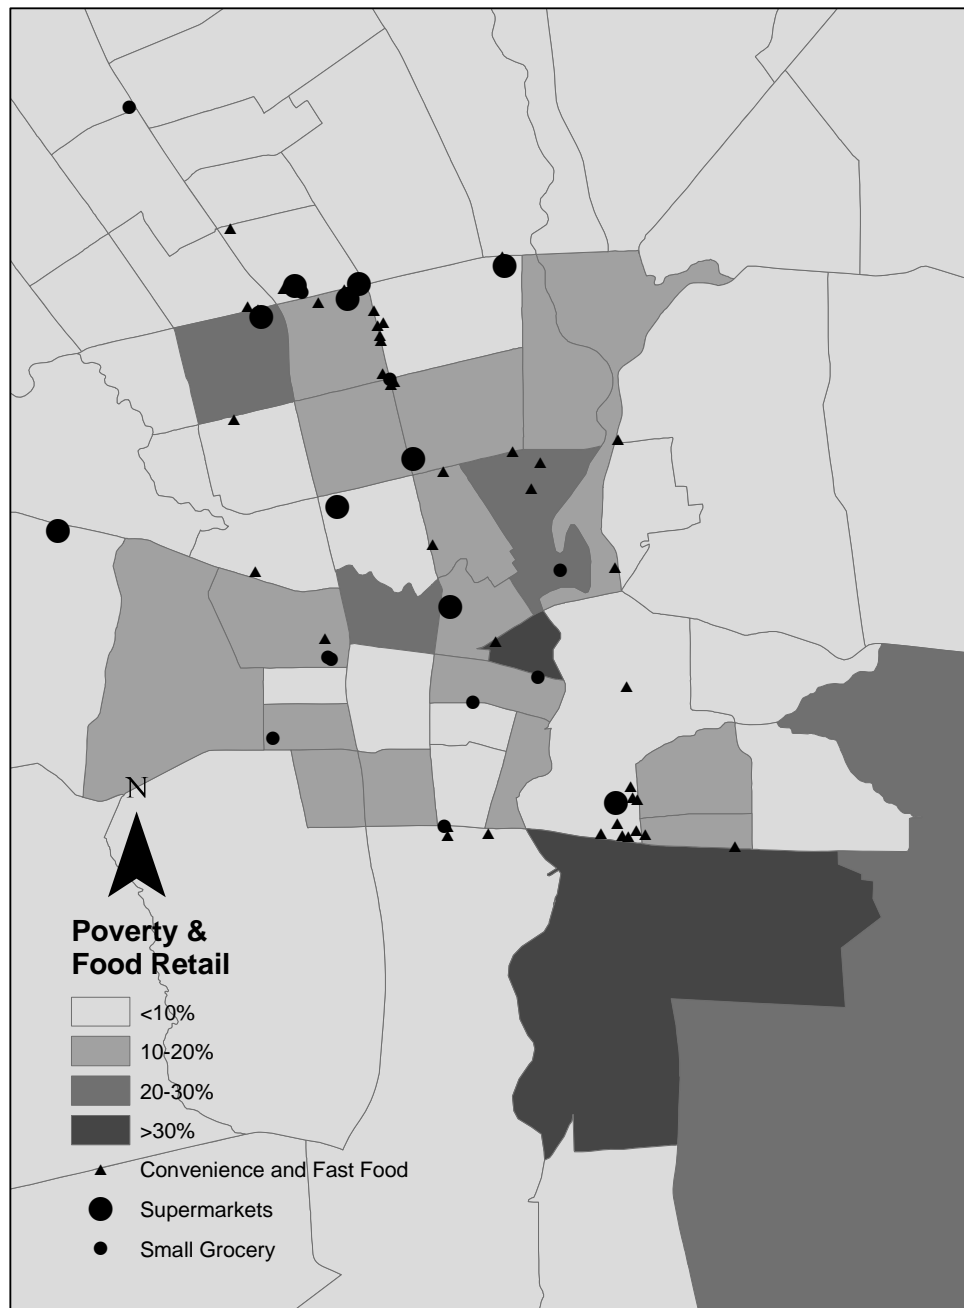 N
Poverty &
Food Retail
<10%
10-20%
20-30%
>30%
Convenience and Fast Food
Supermarkets
Small Grocery